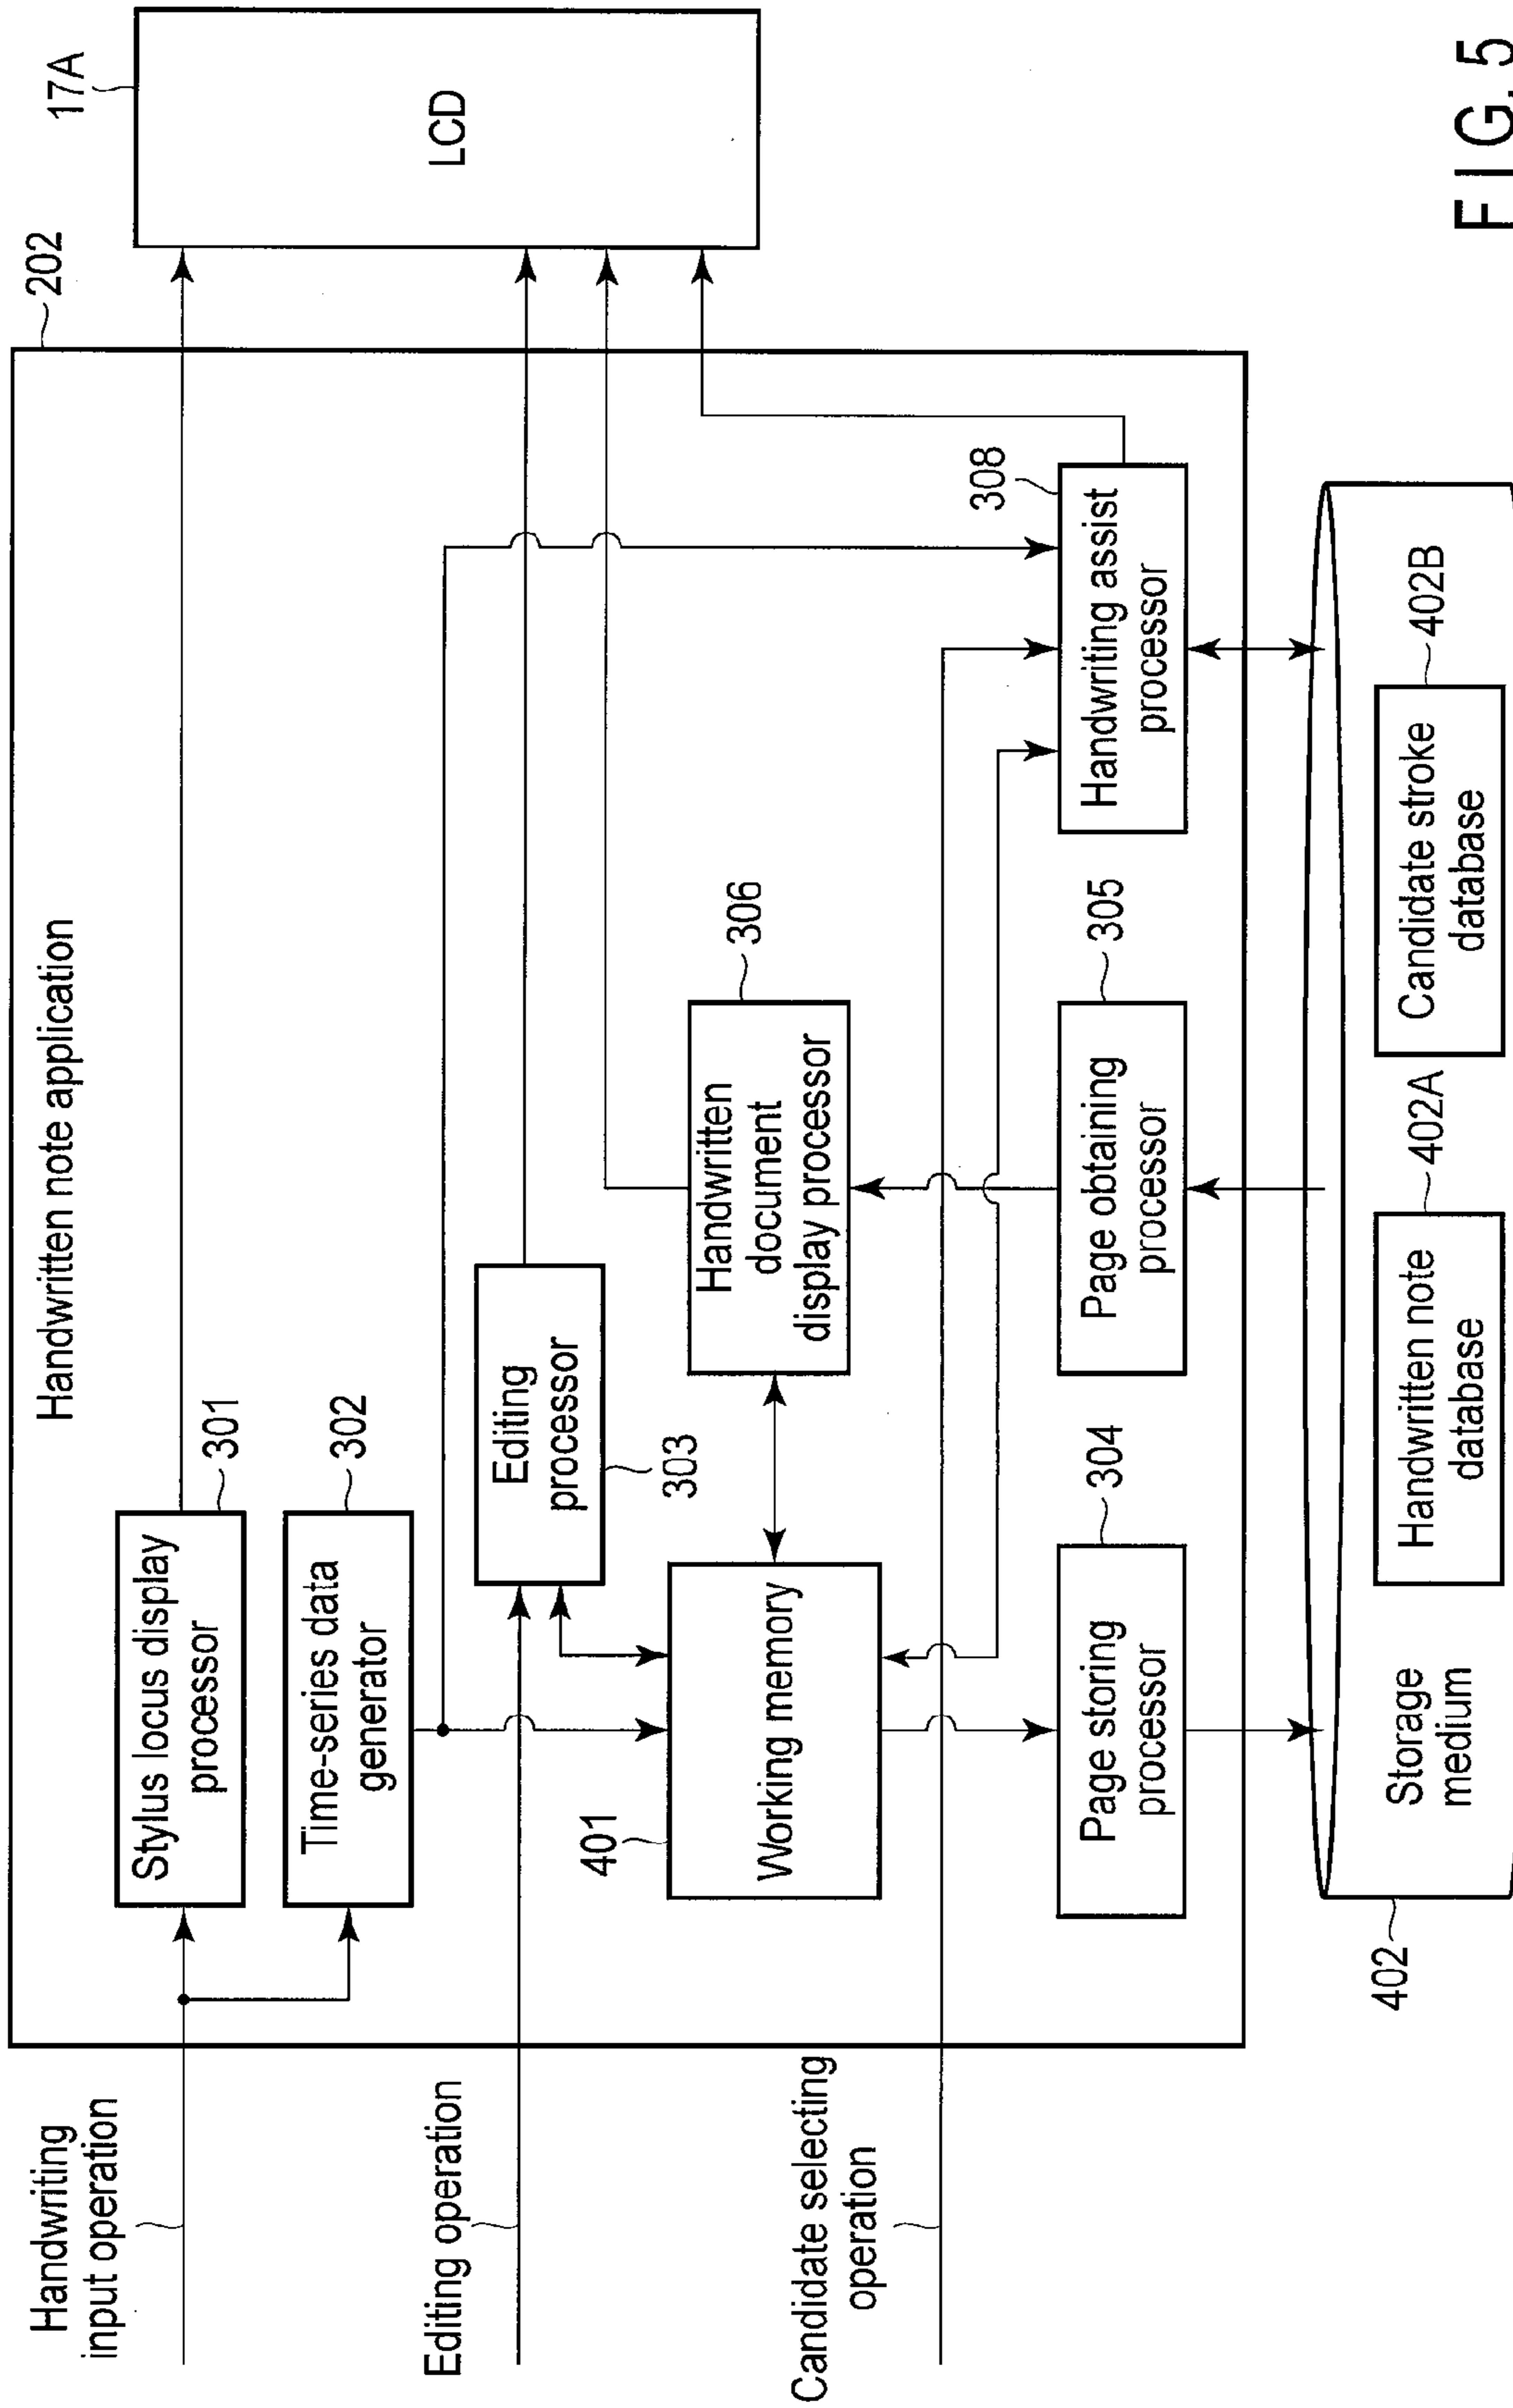 Handwritten note application
202
17A
LCD
Handwriting
input operation
Stylus locus display
processor
301
Time-series data
generator
302
Editing operation
Editing
processor
303
401
Working memory
Handwritten
document
display processor
306
Candidate selecting
operation
Page storing
processor
304
Page obtaining
processor
305
Handwriting assist
processor
308
402
Storage
medium
Handwritten note
database
402A
Candidate stroke
database
402B
FIG. 5